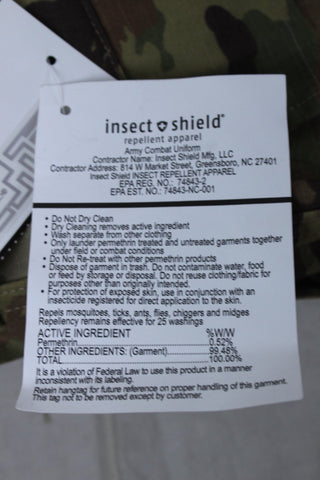 insect shield®
repellent apparel
Army Combat Uniform
Contractor Name: Insect Shield Mfg, LLC
Contractor Address: 814 W Market Street, Greensboro, NC 27401
Insect Shield INSECT REPELLENT APPAREL
EPA REG. NO.: 74843-2
EPA EST. NO.: 74843-NC-001
• Do Not Dry Clean
• Dry Cleaning removes active ingredient
• Wash separate from other clothing
• Only launder permethrin treated and untreated garments together
under field or combat conditions
• Do Not Re-treat with other permethrin products
• Dispose of garment in trash. Do not contaminate water, food
or feed by storage or disposal. Do not reuse clothing/fabric for
purposes other than originally intended.
• For protection of exposed skin, use in conjunction with an
insecticide registered for direct application to the skin.
Repels mosquitoes, ticks, ants, flies, chiggers and midges
Repellency remains effective for 25 washings
ACTIVE INGREDIENT %W/W
Permethrin......................................................0.52%
OTHER INGREDIENTS: (Garment)..............99.48%
TOTAL..........................................................100.00%
It is a violation of Federal Law to use this product in a manner
inconsistent with its labeling.
Retain hangtag for future reference on proper handling of this garment.
This tag not to be removed except by customer.